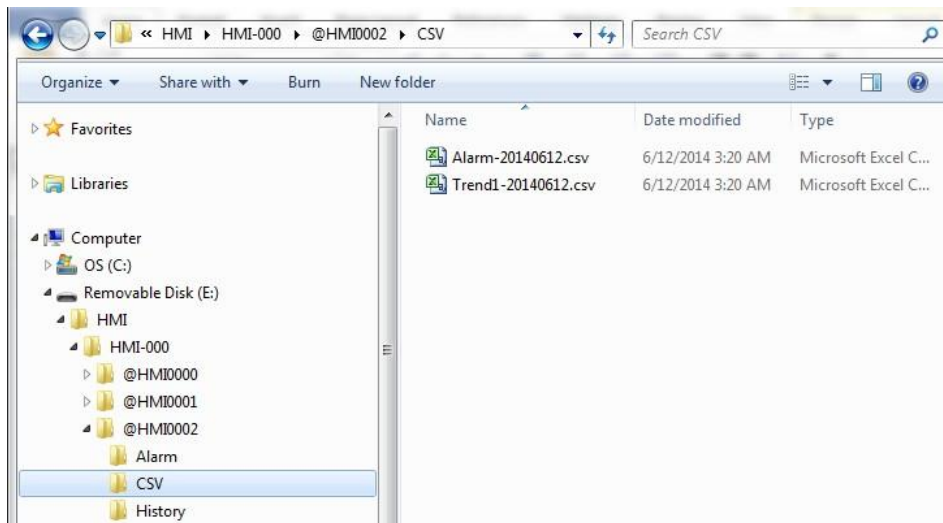 « HMI ▸ HMI-000 ▸ @HMI0002 ▸ CSV
Search CSV
Organize
Share with
Burn
New folder
Favorites
Libraries
Computer
OS (C:)
Removable Disk (E:)
HMI
HMI-000
@HMI0000
@HMI0001
@HMI0002
Alarm
CSV
History
Name Date modified Type
Alarm-20140612.csv 6/12/2014 3:20 AM Microsoft Excel C...
Trend1-20140612.csv 6/12/2014 3:20 AM Microsoft Excel C...